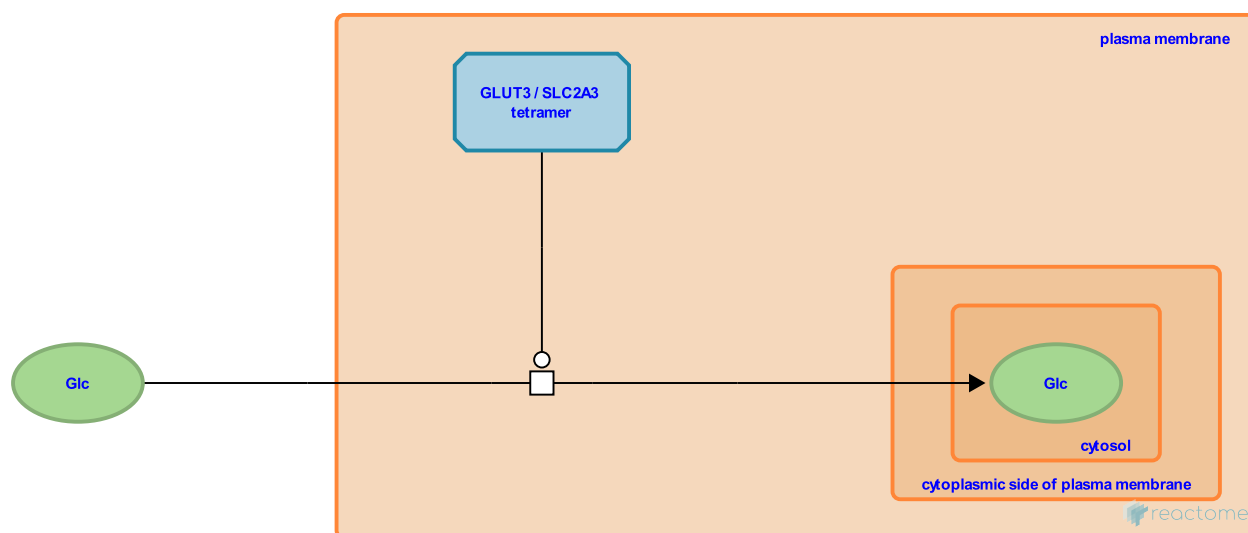 plasma membrane
GLUT3 / SLC2A3
tetramer
Glc
Glc
cytosol
cytoplasmic side of plasma membrane
reactome